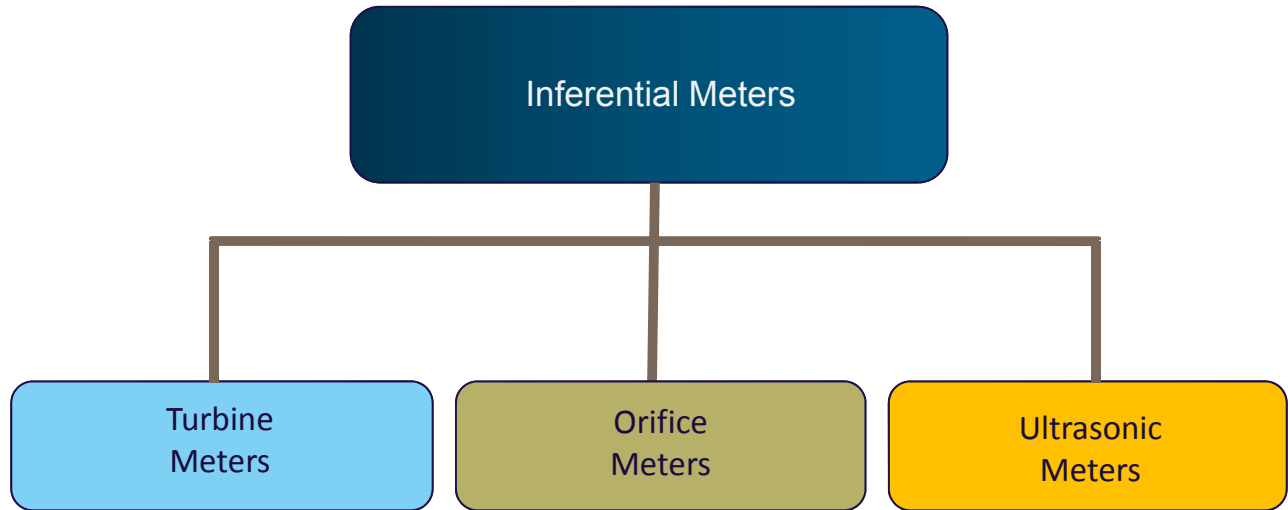 Inferential Meters
Turbine
Meters
Orifice
Meters
Ultrasonic
Meters